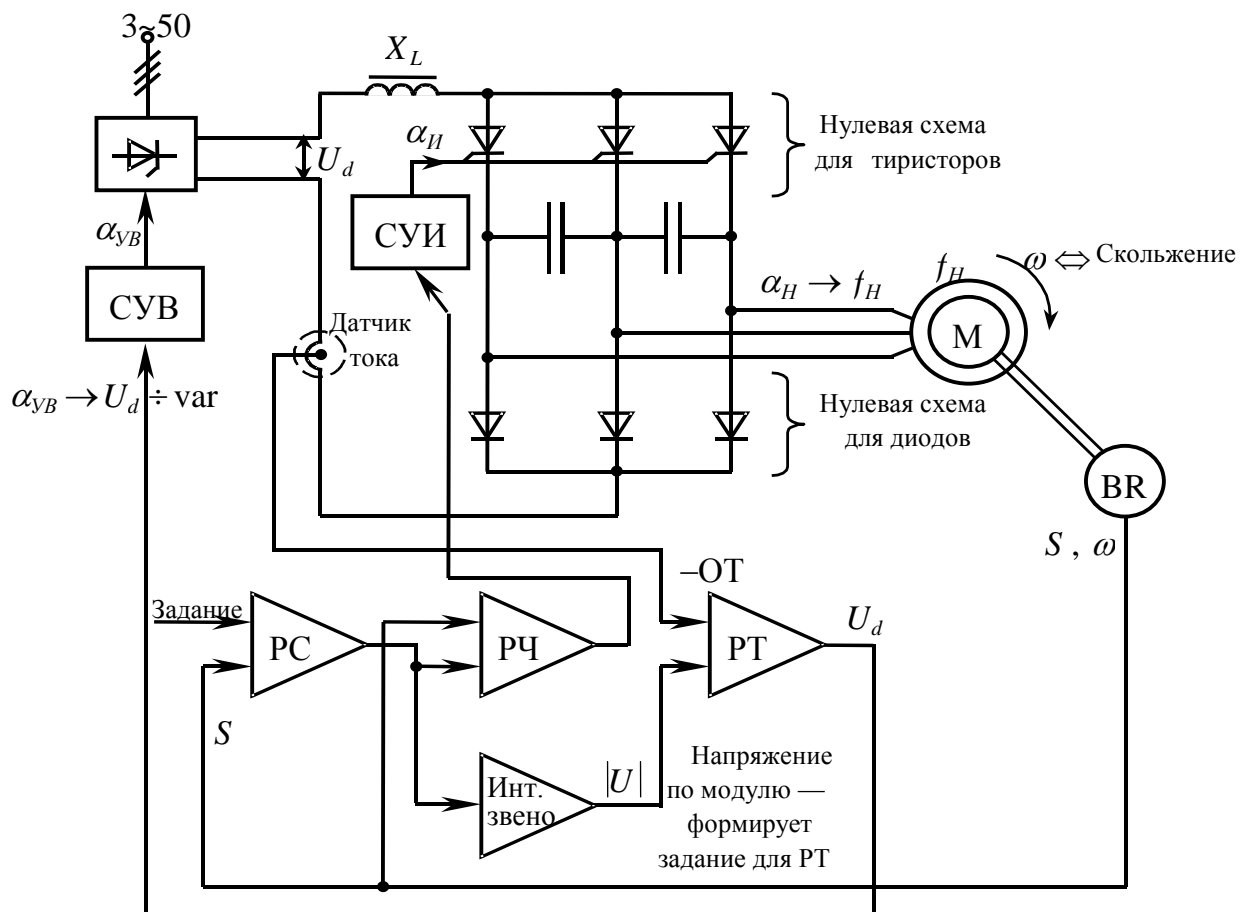 3~50
X_L
α_И
U_d
Нулевая схема
для тиристоров
α_УВ
СУИ
СУВ
Датчик
тока
α_H → f_H
f_H
ω ⇔ Скольжение
М
α_УВ → U_d ÷ var
Нулевая схема
для диодов
BR
S , ω
–ОТ
Задание
РС
РЧ
РТ
U_d
S
Инт.
звено
|U|
Напряжение
по модулю —
формирует
задание для РТ